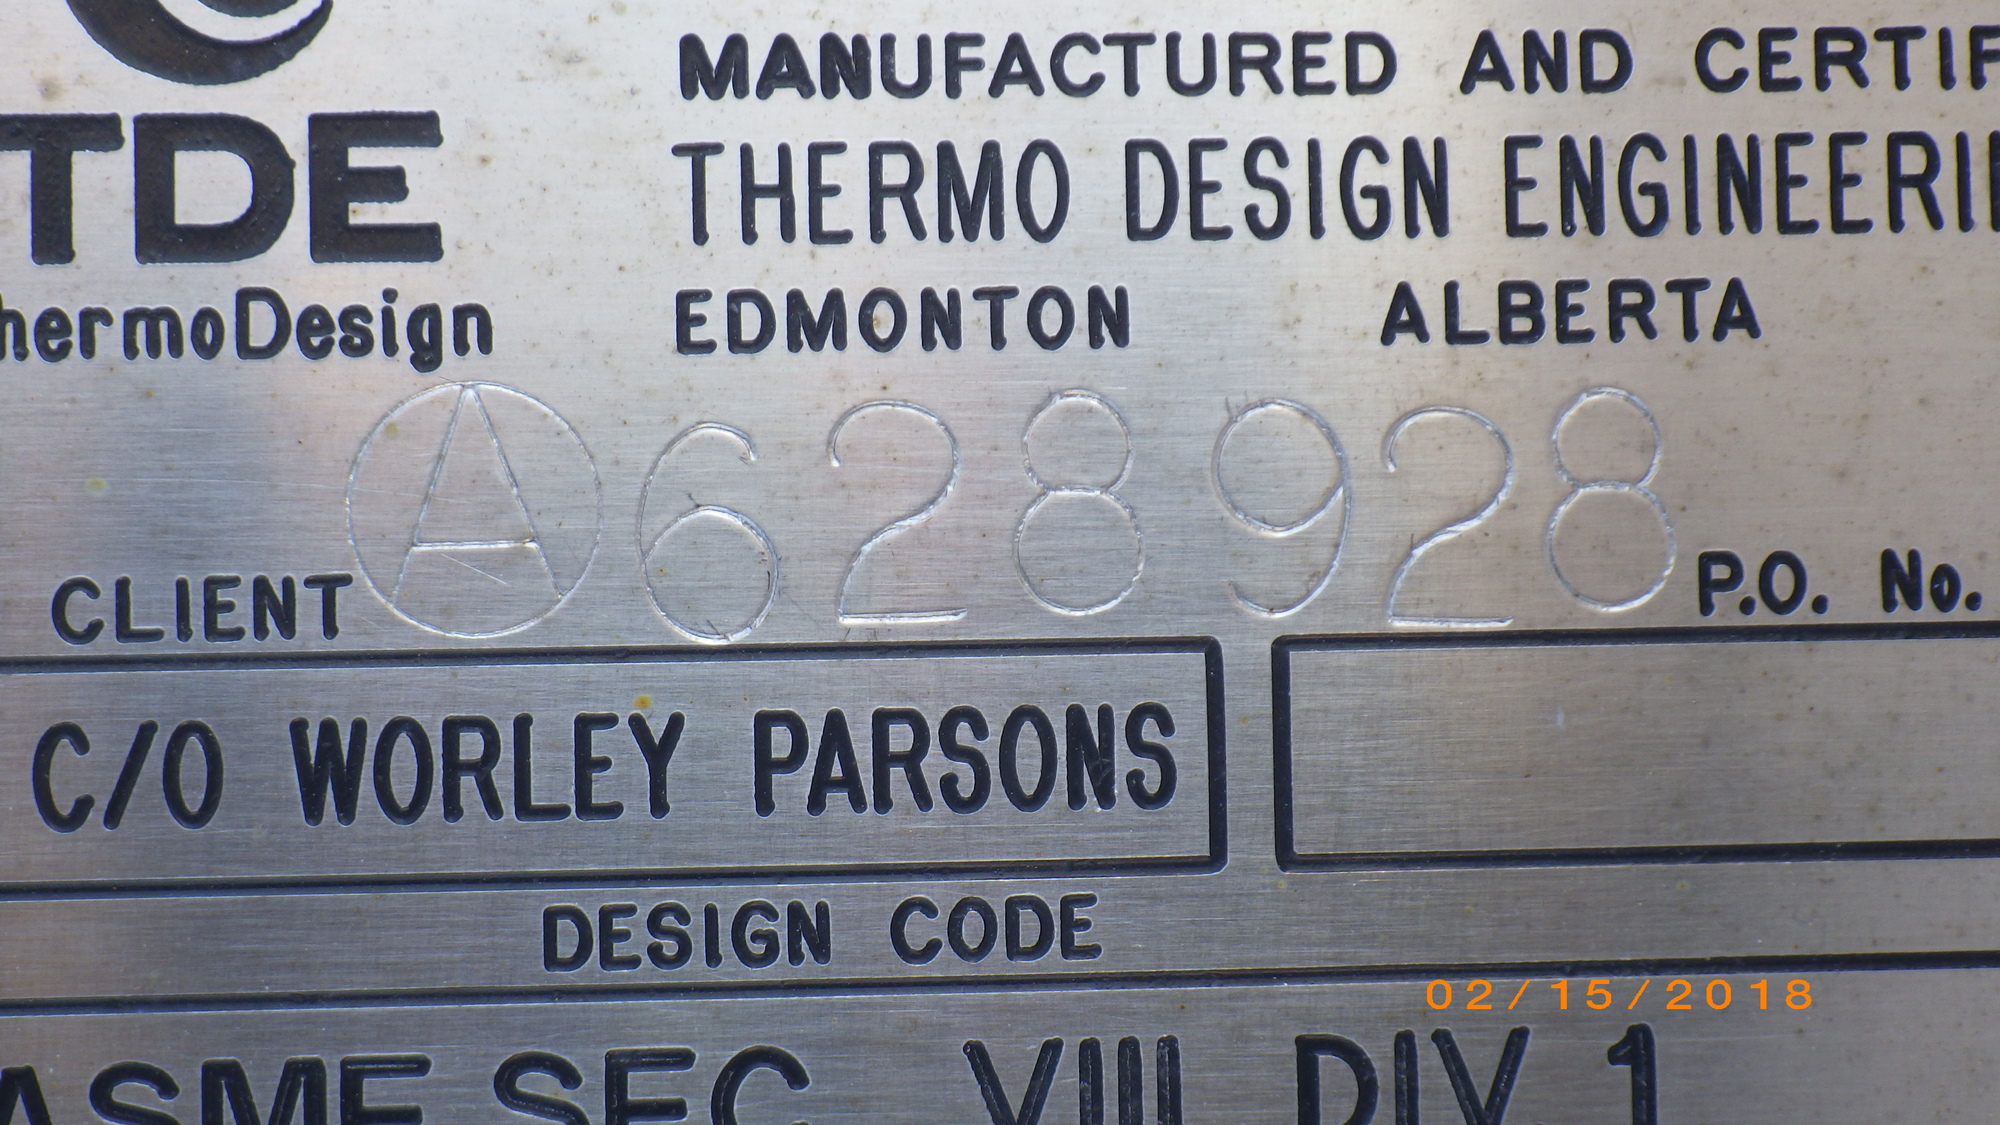 MANUFACTURED AND CERTIF
TDE
THERMO DESIGN ENGINEERIN
hermoDesign
EDMONTON ALBERTA
A628928
CLIENT
P.O. No.
C/O WORLEY PARSONS
DESIGN CODE
02/15/2018
ASME SEC VIII DIV. 1